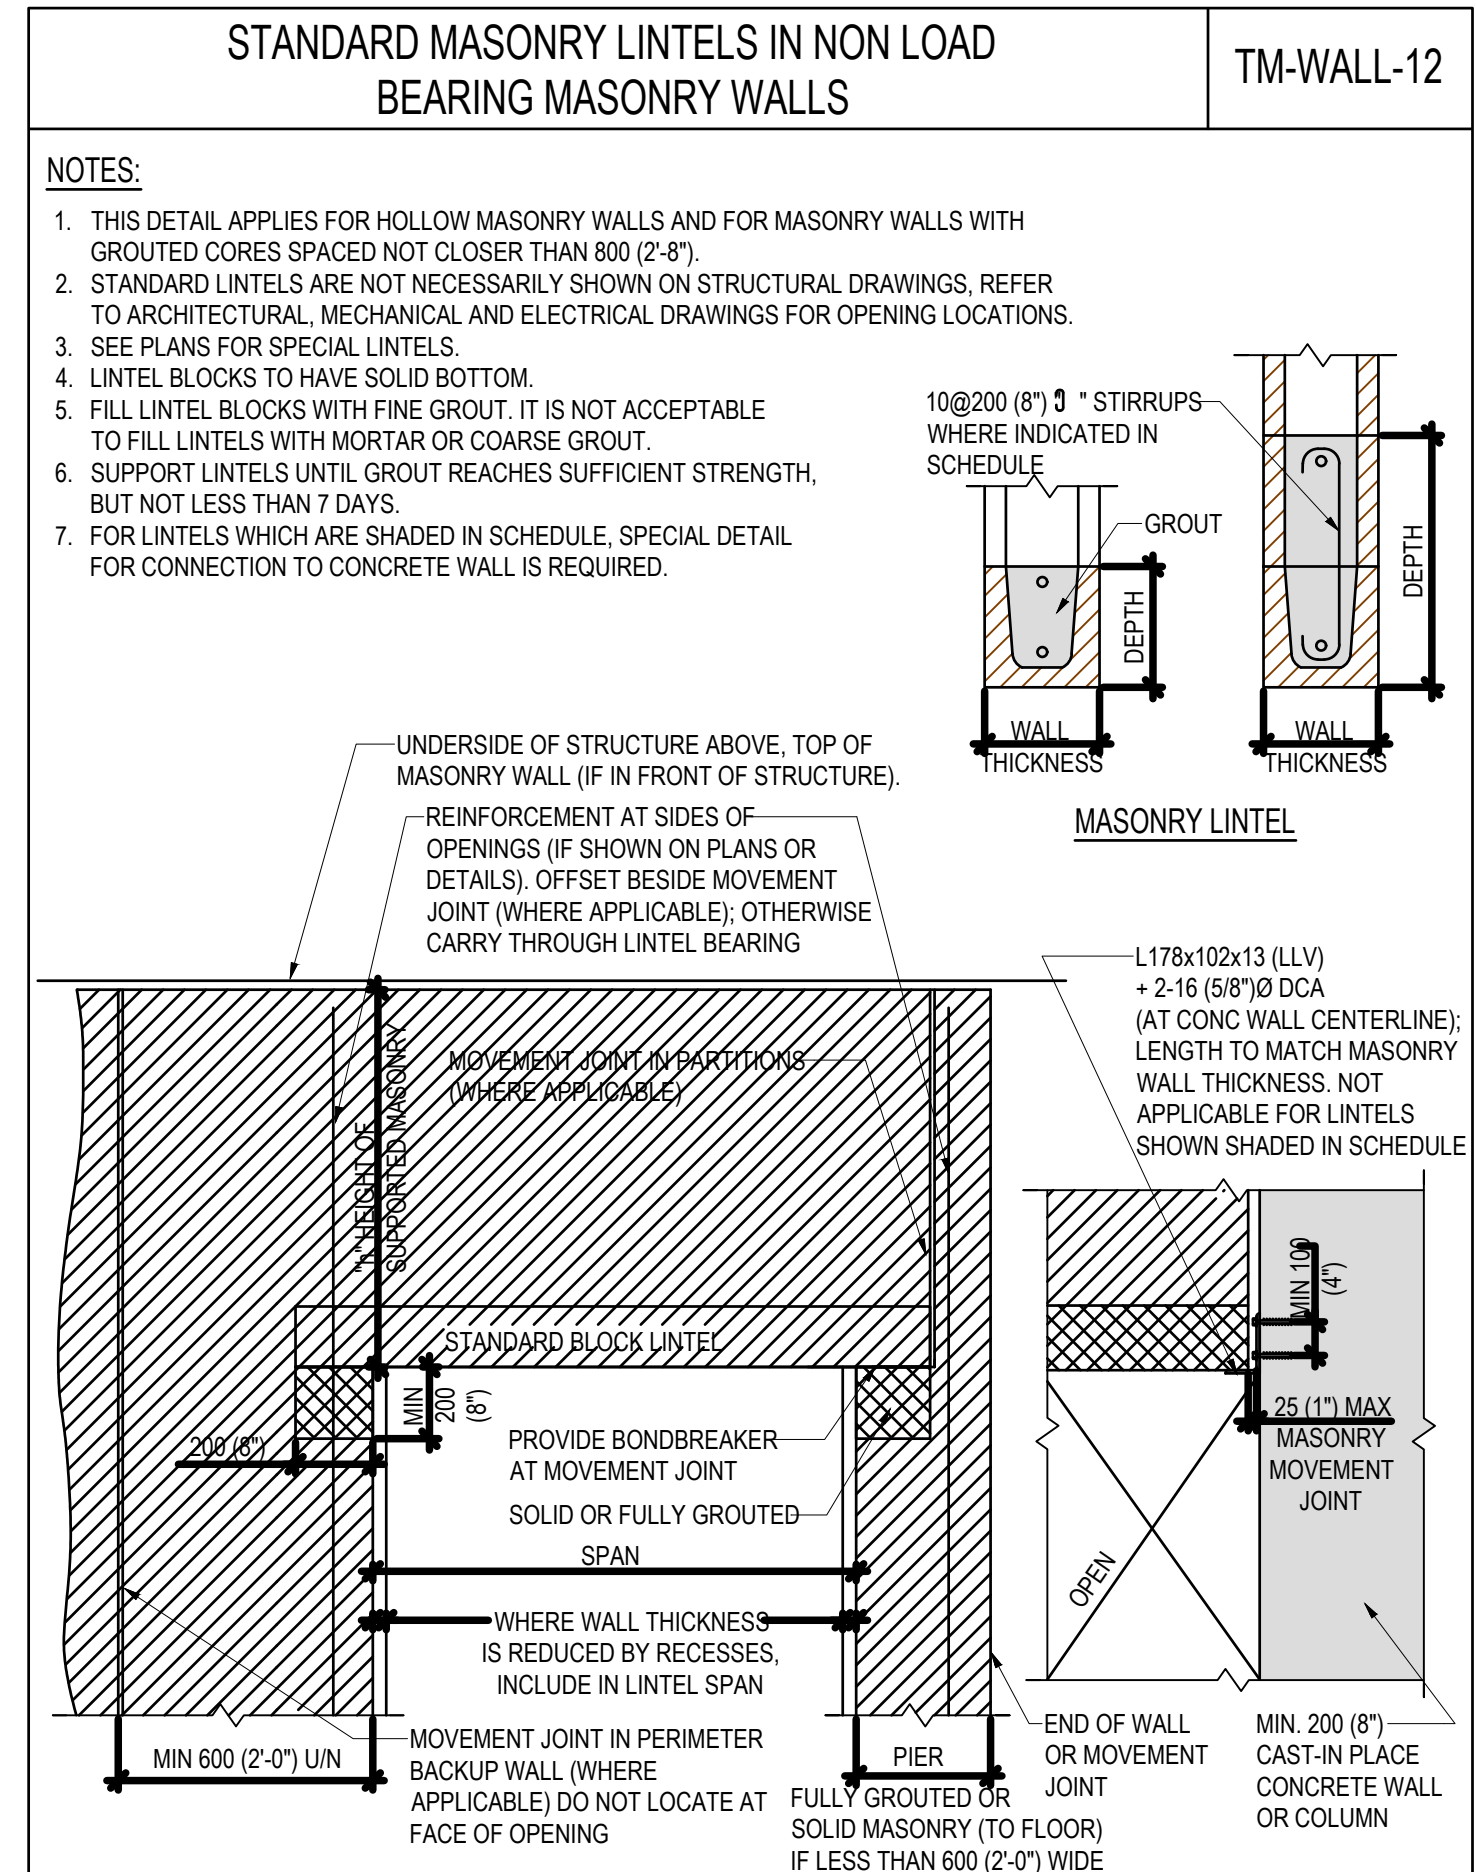 STANDARD MASONRY LINTELS IN NON LOAD
BEARING MASONRY WALLS
TM-WALL-12
NOTES:
1. THIS DETAIL APPLIES FOR HOLLOW MASONRY WALLS AND FOR MASONRY WALLS WITH
GROUTED CORES SPACED NOT CLOSER THAN 800 (2'-8").
2. STANDARD LINTELS ARE NOT NECESSARILY SHOWN ON STRUCTURAL DRAWINGS, REFER
TO ARCHITECTURAL, MECHANICAL AND ELECTRICAL DRAWINGS FOR OPENING LOCATIONS.
3. SEE PLANS FOR SPECIAL LINTELS.
4. LINTEL BLOCKS TO HAVE SOLID BOTTOM.
5. FILL LINTEL BLOCKS WITH FINE GROUT. IT IS NOT ACCEPTABLE
TO FILL LINTELS WITH MORTAR OR COARSE GROUT.
6. SUPPORT LINTELS UNTIL GROUT REACHES SUFFICIENT STRENGTH,
BUT NOT LESS THAN 7 DAYS.
7. FOR LINTELS WHICH ARE SHADED IN SCHEDULE, SPECIAL DETAIL
FOR CONNECTION TO CONCRETE WALL IS REQUIRED.
10@200 (8") " STIRRUPS
WHERE INDICATED IN
SCHEDULE
GROUT
DEPTH
DEPTH
WALL
THICKNESS
WALL
THICKNESS
MASONRY LINTEL
UNDERSIDE OF STRUCTURE ABOVE, TOP OF
MASONRY WALL (IF IN FRONT OF STRUCTURE).
REINFORCEMENT AT SIDES OF
OPENINGS (IF SHOWN ON PLANS OR
DETAILS). OFFSET BESIDE MOVEMENT
JOINT (WHERE APPLICABLE); OTHERWISE
CARRY THROUGH LINTEL BEARING
L178x102x13 (LLV)
+ 2-16 (5/8")Ø DCA
(AT CONC WALL CENTERLINE);
LENGTH TO MATCH MASONRY
WALL THICKNESS. NOT
APPLICABLE FOR LINTELS
SHOWN SHADED IN SCHEDULE
MOVEMENT JOINT IN PARTITIONS
(WHERE APPLICABLE)
"h" HEIGHT OF
SUPPORTED MASONRY
STANDARD BLOCK LINTEL
MIN
200
(8")
200 (8")
PROVIDE BONDBREAKER
AT MOVEMENT JOINT
SOLID OR FULLY GROUTED
SPAN
WHERE WALL THICKNESS
IS REDUCED BY RECESSES,
INCLUDE IN LINTEL SPAN
MIN 100
(4")
25 (1") MAX
MASONRY
MOVEMENT
JOINT
OPEN
MIN 600 (2'-0") U/N
MOVEMENT JOINT IN PERIMETER
BACKUP WALL (WHERE
APPLICABLE) DO NOT LOCATE AT
FACE OF OPENING
PIER
FULLY GROUTED OR
SOLID MASONRY (TO FLOOR)
IF LESS THAN 600 (2'-0") WIDE
END OF WALL
OR MOVEMENT
JOINT
MIN. 200 (8")
CAST-IN PLACE
CONCRETE WALL
OR COLUMN